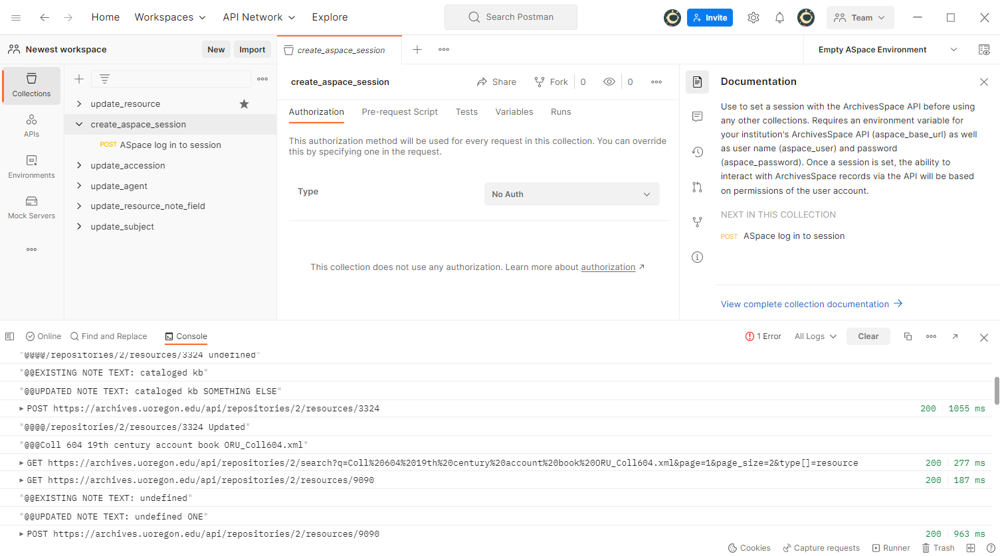 Home Workspaces API Network Explore Search Postman Invite Team
Newest workspace New Import create_aspace_session Empty ASpace Environment
Collections
APIs
Environments
Mock Servers
update_resource
create_aspace_session
POST ASpace log in to session
update_accession
update_agent
update_resource_note_field
update_subject
create_aspace_session Share Fork 0 0
Authorization Pre-request Script Tests Variables Runs
This authorization method will be used for every request in this collection. You can override
this by specifying one in the request.
Type No Auth
This collection does not use any authorization. Learn more about authorization ↗
Documentation
Use to set a session with the ArchivesSpace API before using
any other collections. Requires an environment variable for
your institution's ArchivesSpace API (aspace_base_url) as well
as user name (aspace_user) and password
(aspace_password). Once a session is set, the ability to
interact with ArchivesSpace records via the API will be based
on permissions of the user account.
NEXT IN THIS COLLECTION
POST ASpace log in to session
View complete collection documentation →
Online Find and Replace Console 1 Error All Logs Clear
"@@@@/repositories/2/resources/3324 undefined"
"@@EXISTING NOTE TEXT: cataloged kb"
"@@UPDATED NOTE TEXT: cataloged kb SOMETHING ELSE"
POST https://archives.uoregon.edu/api/repositories/2/resources/3324 200 1055 ms
"@@@@/repositories/2/resources/3324 Updated"
"@@@Coll 604 19th century account book ORU_Coll604.xml"
GET https://archives.uoregon.edu/api/repositories/2/search?q=Coll%20604%2019th%20century%20account%20book%20ORU_Coll604.xml&page=1&page_size=2&type[]=resource 200 277 ms
GET https://archives.uoregon.edu/api/repositories/2/resources/9090 200 187 ms
"@@EXISTING NOTE TEXT: undefined"
"@@UPDATED NOTE TEXT: undefined ONE"
POST https://archives.uoregon.edu/api/repositories/2/resources/9090 200 963 ms
Cookies Capture requests Runner Trash